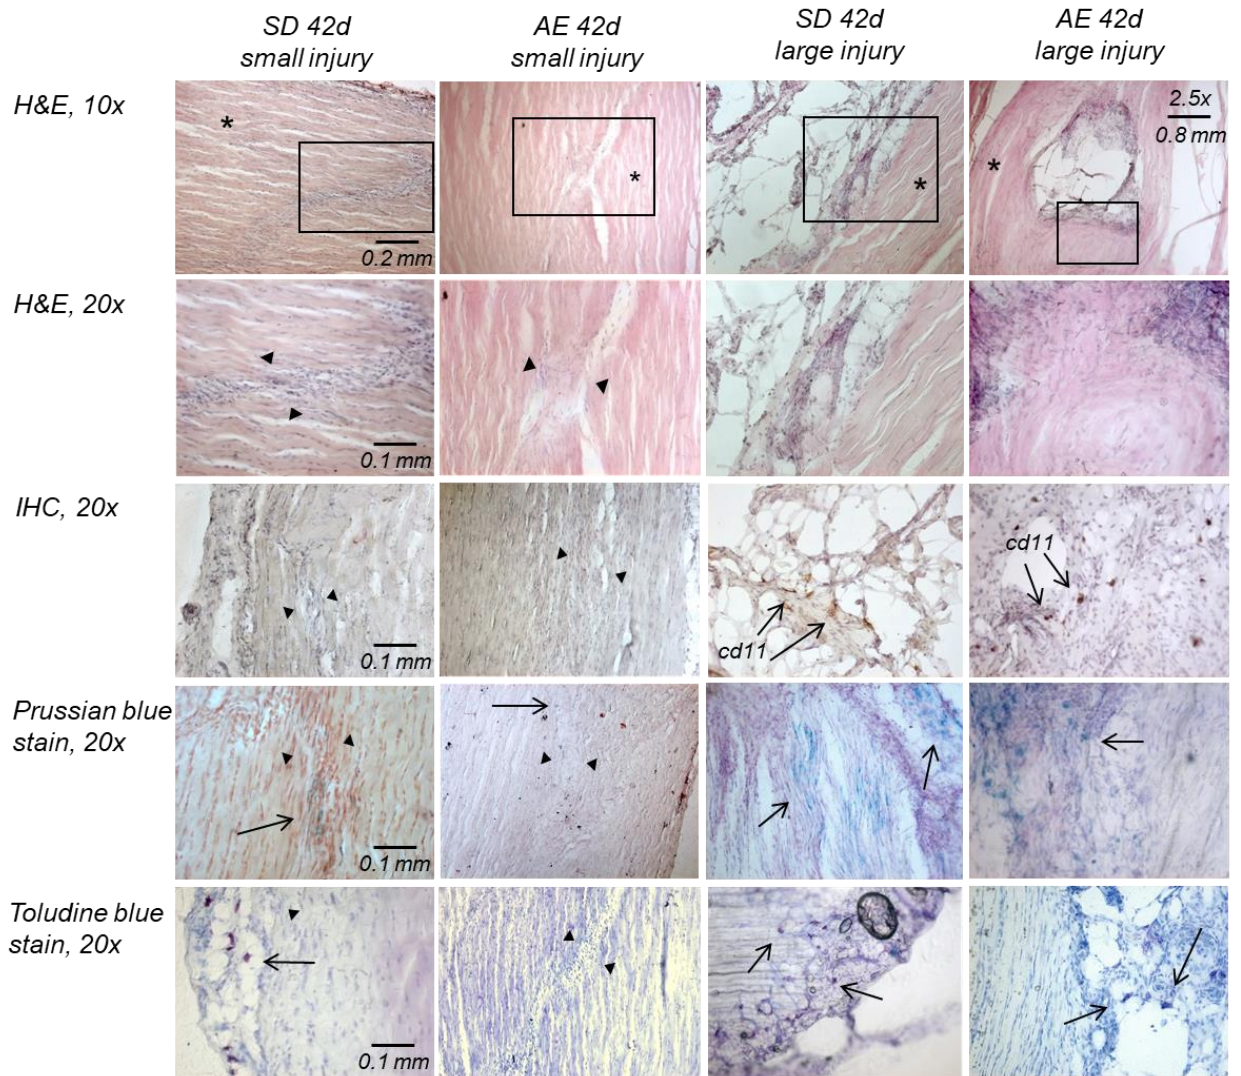 SD 42d
small injury
AE 42d
small injury
SD 42d
large injury
AE 42d
large injury
H&E, 10x
*
0.2 mm
*
*
*
2.5x
0.8 mm
H&E, 20x
0.1 mm
IHC, 20x
0.1 mm
cd11
cd11
Prussian blue
stain, 20x
0.1 mm
Toludine blue
stain, 20x
0.1 mm